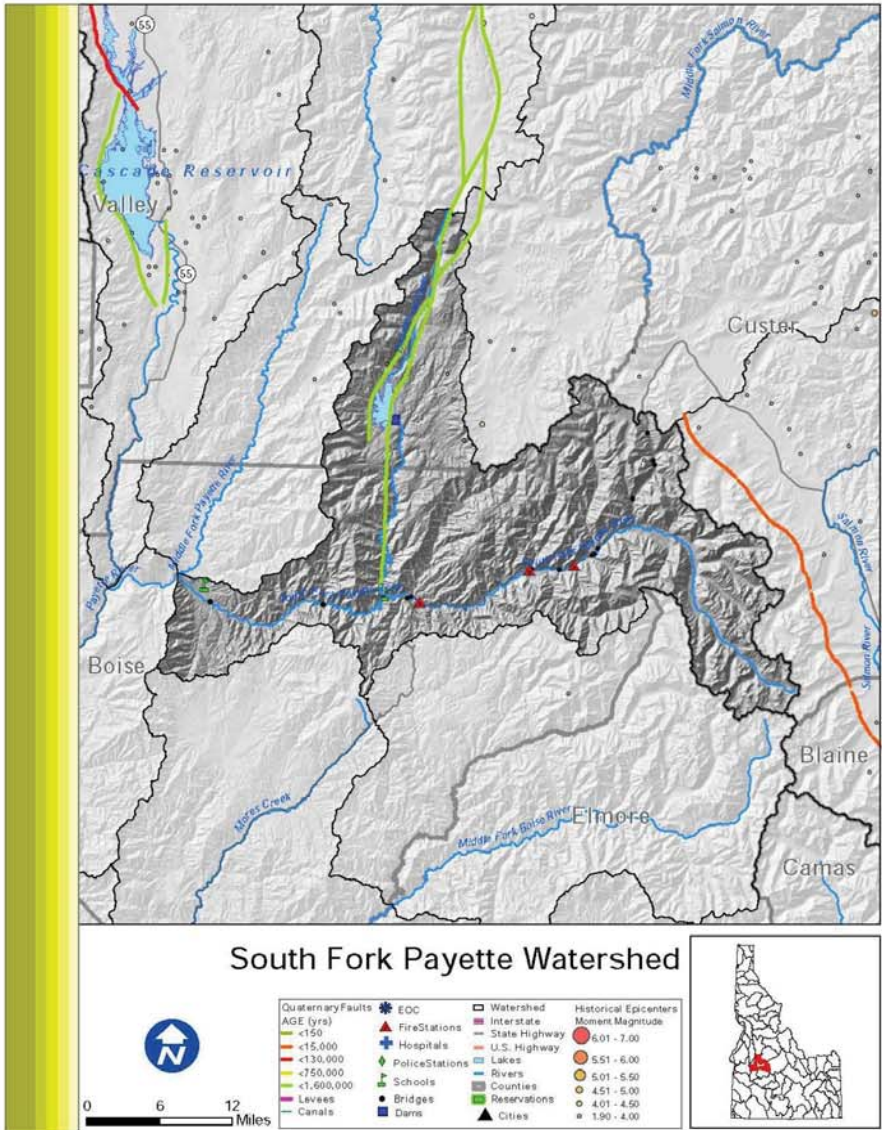 55
Middle Fork Salmon River
Cascade Reservoir
Valley
55
Custer
Middle Fork Payette River
Salmon River
Boise
Salmon River
Blaine
Mores Creek
Middle Fork Boise River
Elmore
Camas
South Fork Payette Watershed
N
0 6 12
Miles
Quaternary Faults
AGE (yrs)
<150
<15,000
<130,000
<750,000
<1,600,000
Levees
Canals
EOC
FireStations
Hospitals
PoliceStations
Schools
Bridges
Dams
Watershed
Interstate
State Highway
U.S. Highway
Lakes
Rivers
Counties
Reservations
Cities
Historical Epicenters
Moment Magnitude
6.01 - 7.00
5.51 - 6.00
5.01 - 5.50
4.51 - 5.00
4.01 - 4.50
1.90 - 4.00